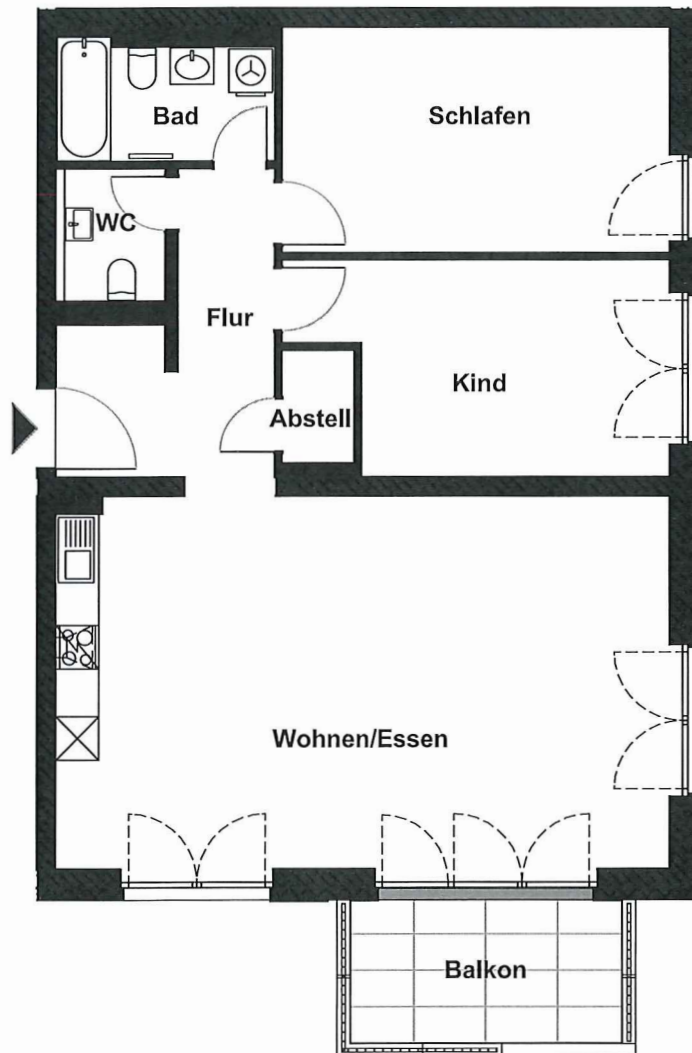 Bad
Schlafen
WC
Flur
Kind
Abstell
Wohnen/Essen
Balkon